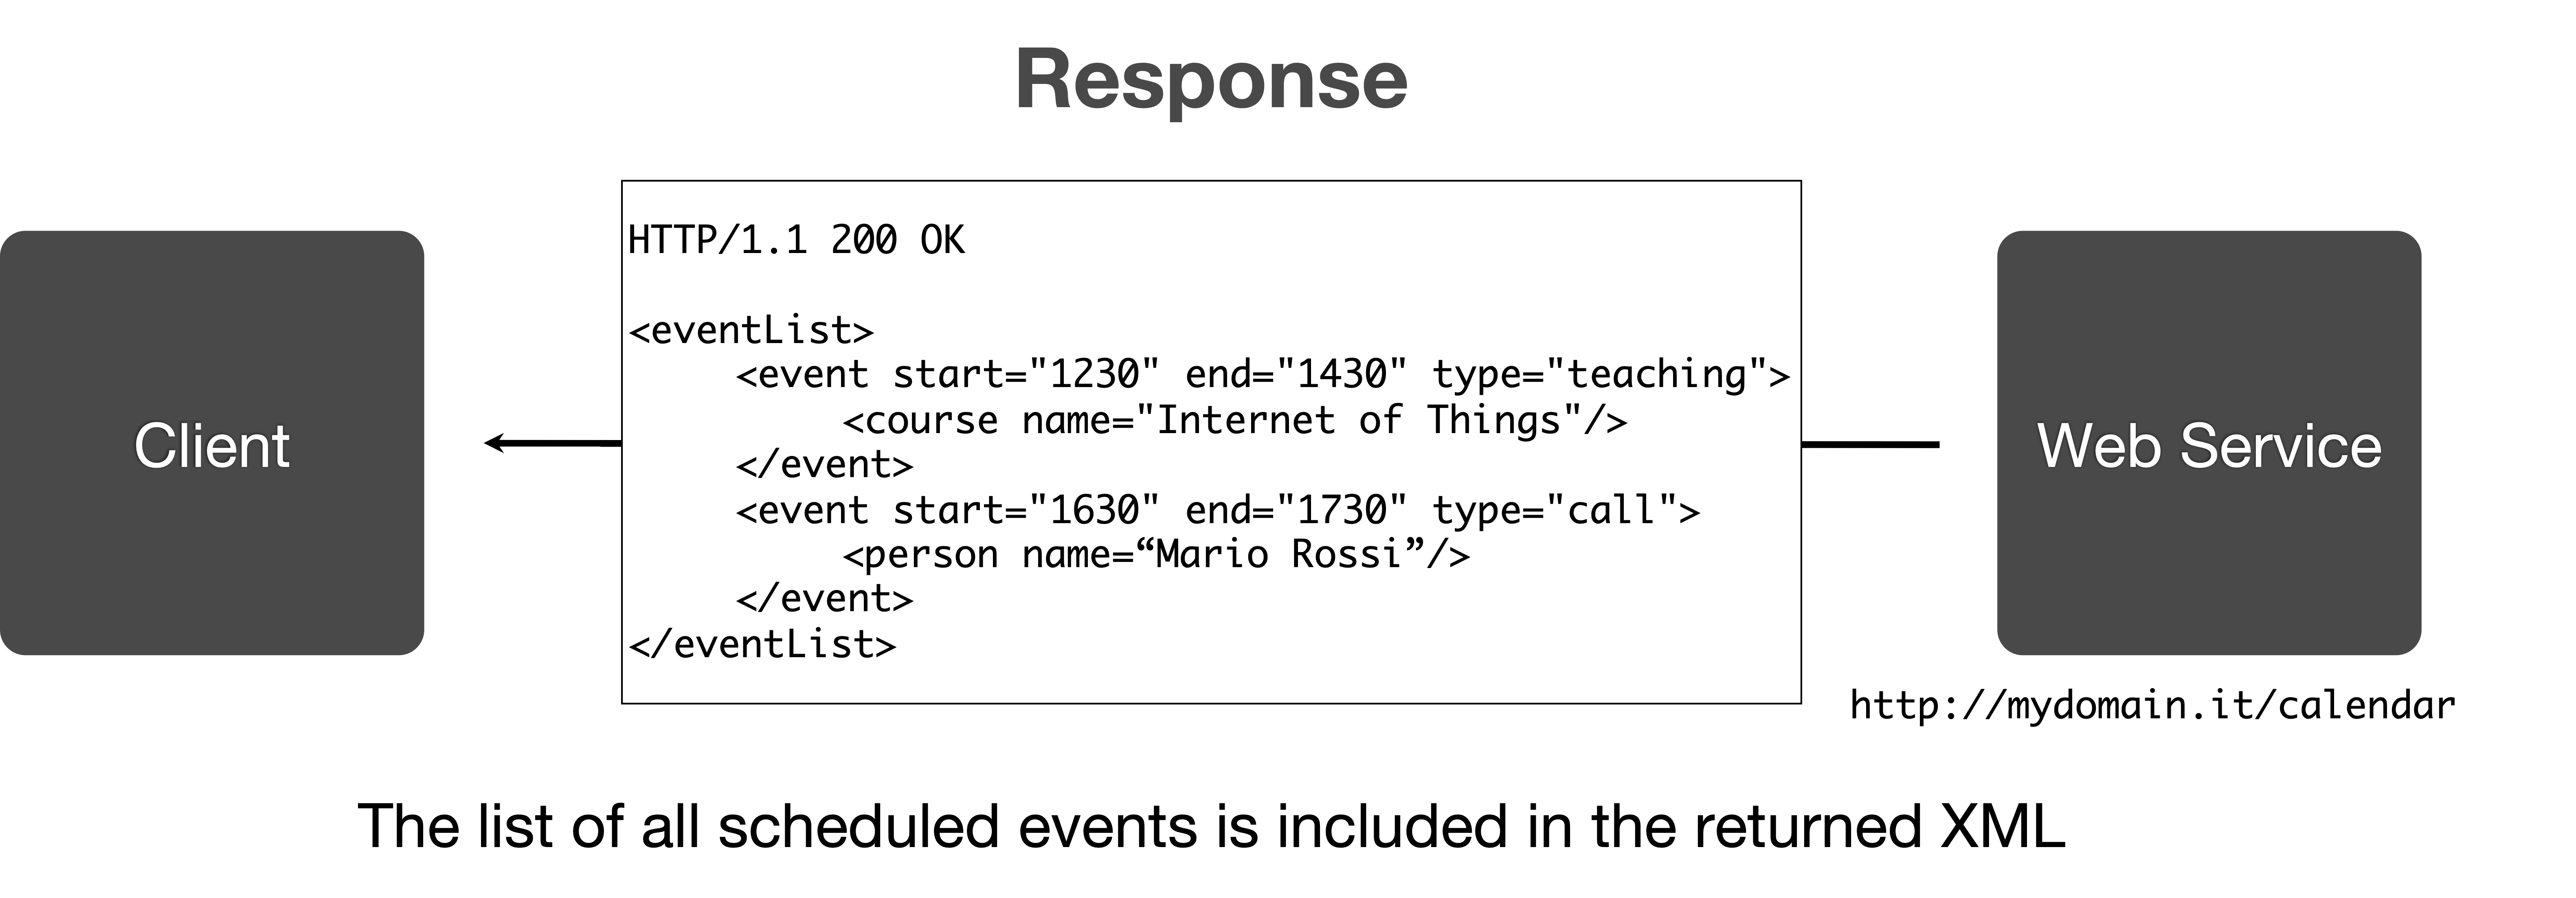 Response
HTTP/1.1 200 OK
<eventList>
<event start="1230" end="1430" type="teaching">
<course name="Internet of Things"/>
</event>
<event start="1630" end="1730" type="call">
<person name=“Mario Rossi”/>
</event>
</eventList>
Client
Web Service
http://mydomain.it/calendar
The list of all scheduled events is included in the returned XML